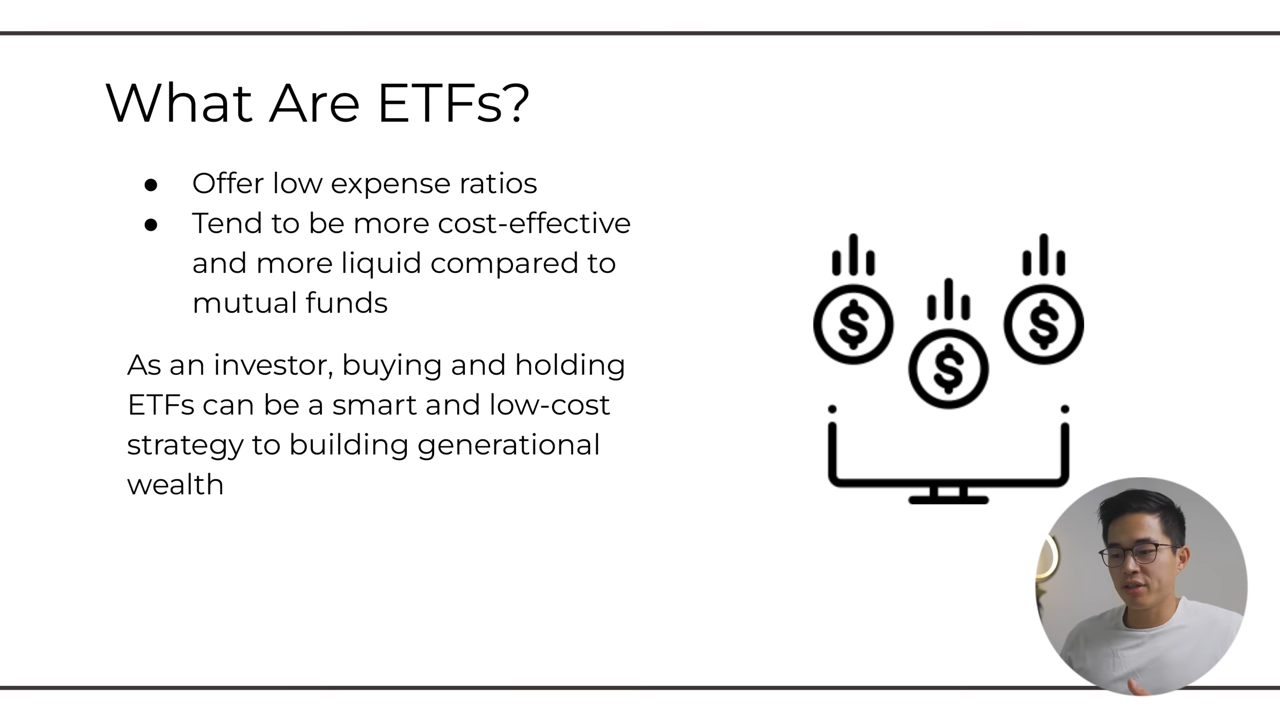 What Are ETFs?
● Offer low expense ratios
● Tend to be more cost-effective
and more liquid compared to
mutual funds
As an investor, buying and holding
ETFs can be a smart and low-cost
strategy to building generational
wealth